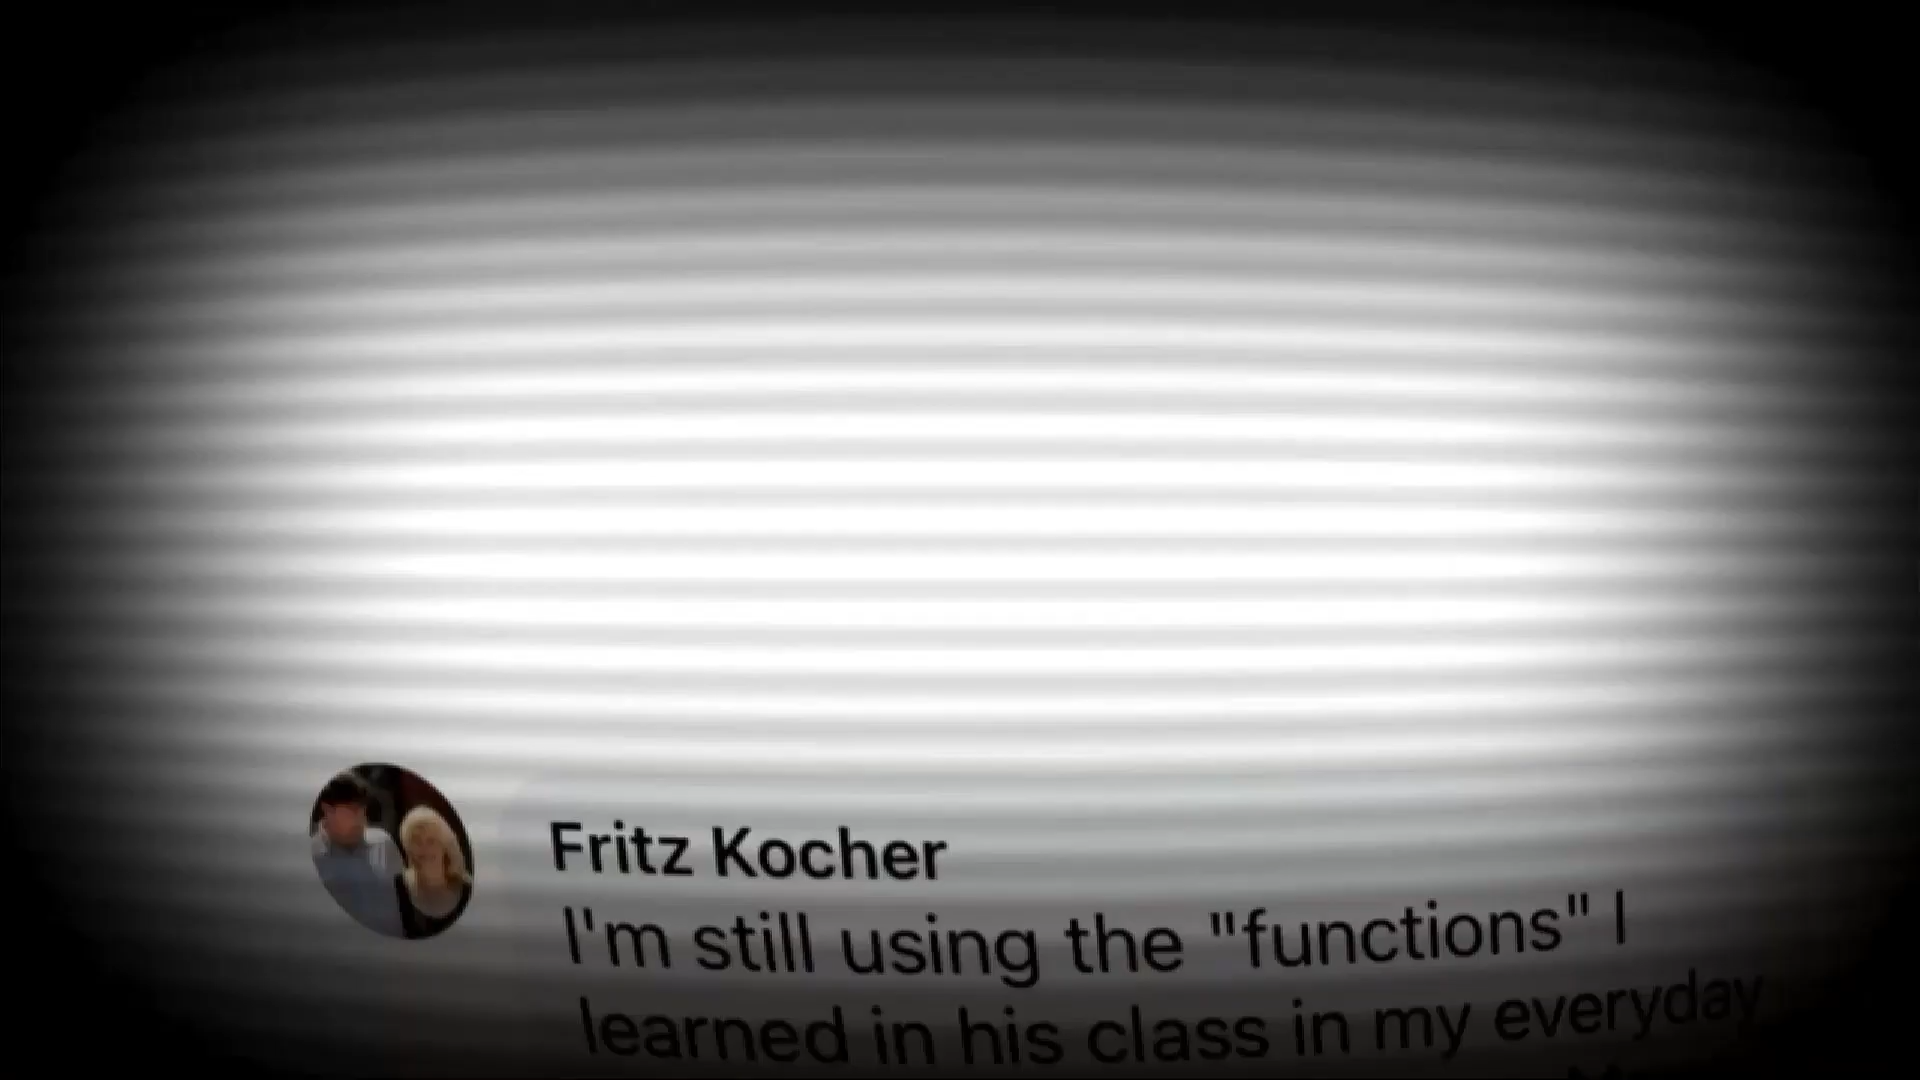 Fritz Kocher
I'm still using the "functions" I
learned in his class in my everyday